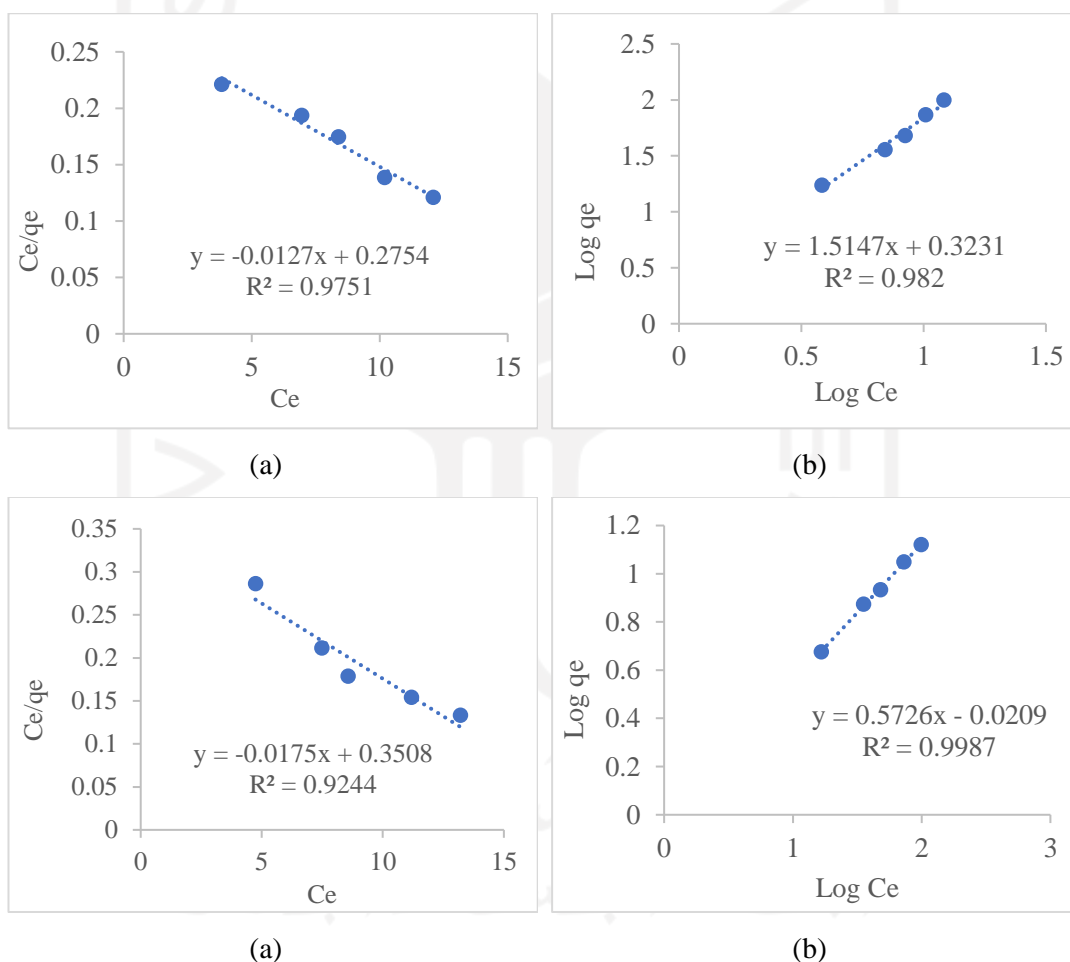 0.25
0.2
0.15
0.1
0.05
0
Ce/qe
y = -0.0127x + 0.2754
R² = 0.9751
0 5 10 15
Ce
(a)
2.5
2
1.5
1
0.5
0
Log qe
y = 1.5147x + 0.3231
R² = 0.982
0 0.5 1 1.5
Log Ce
(b)
0.35
0.3
0.25
0.2
0.15
0.1
0.05
0
Ce/qe
y = -0.0175x + 0.3508
R² = 0.9244
0 5 10 15
Ce
(a)
1.2
1
0.8
0.6
0.4
0.2
0
Log qe
y = 0.5726x - 0.0209
R² = 0.9987
0 1 2 3
Log Ce
(b)